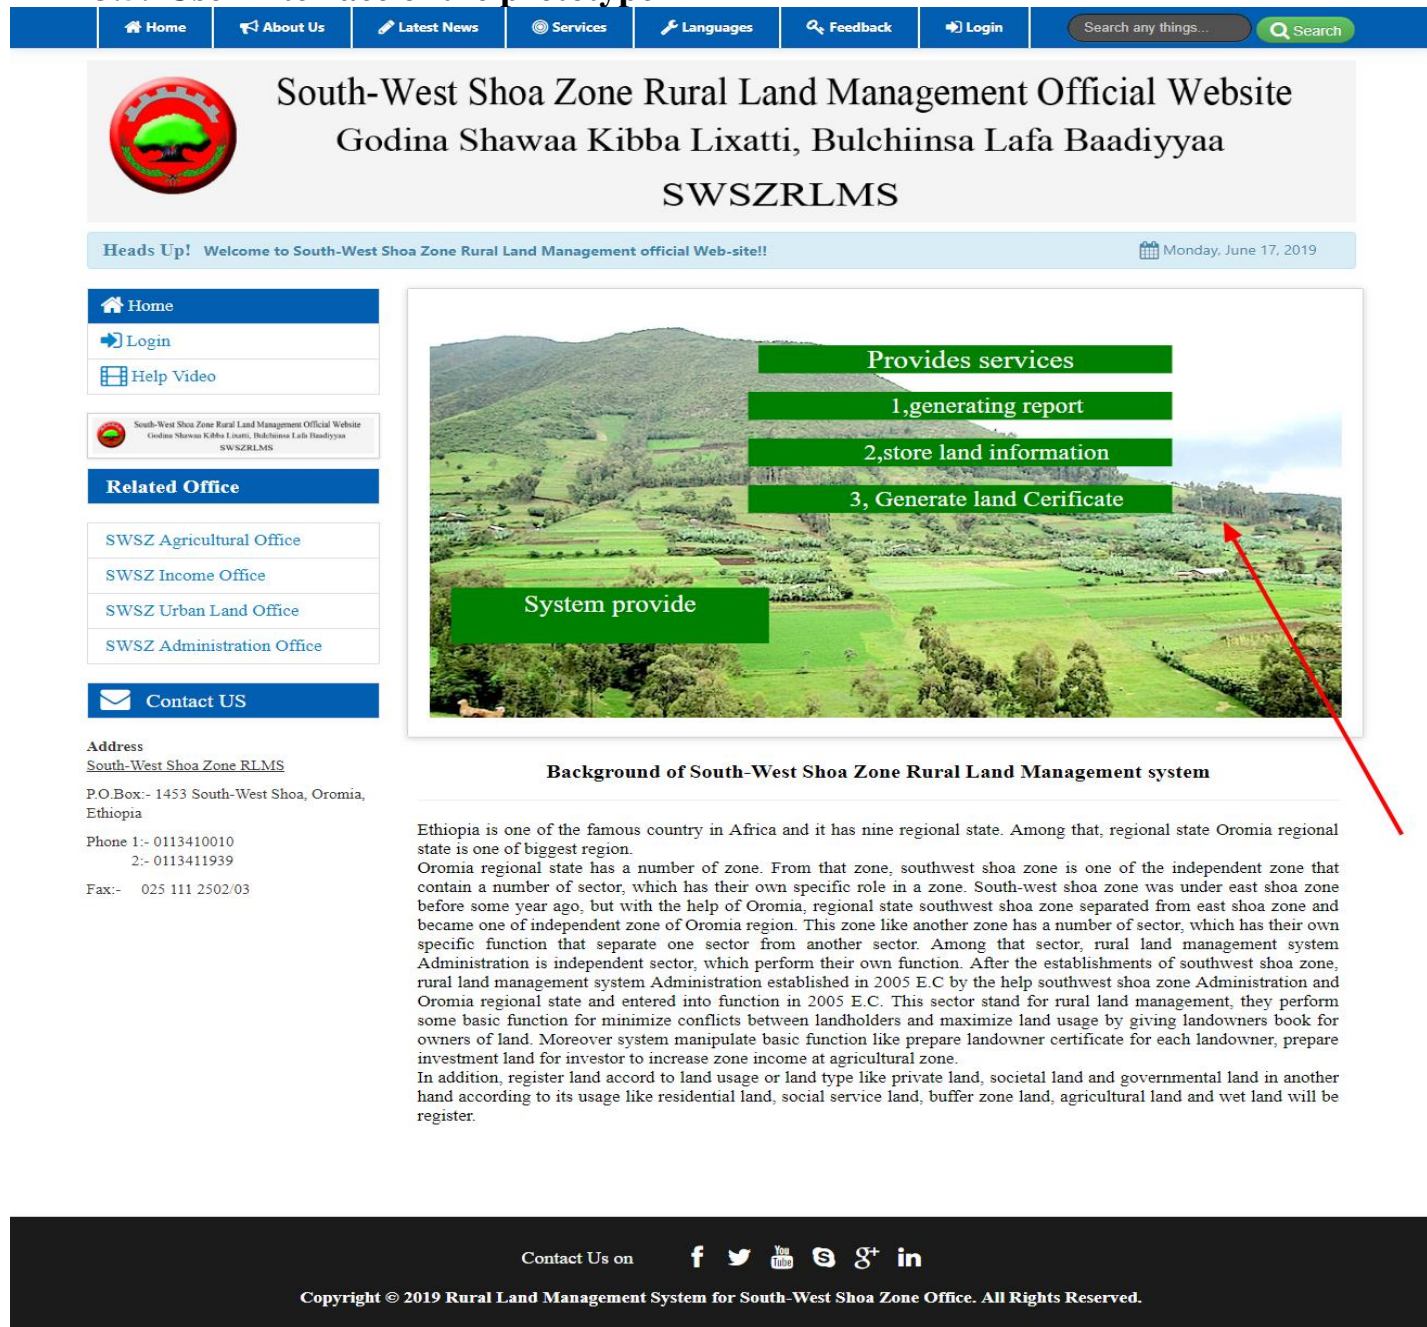 Home About Us Latest News Services Languages Feedback Login Search any things... Search
South-West Shoa Zone Rural Land Management Official Website
Godina Shawaa Kibba Lixatti, Bulchiinsa Lafa Baadiyyaa
SWSZRLMS
Heads Up! Welcome to South-West Shoa Zone Rural Land Management official Web-site!! Monday, June 17, 2019
Home
Login
Help Video
South-West Shoa Zone Rural Land Management Official Website
Godina Shawaa Kibba Lixatti, Bulchiinsa Lafa Baadiyyaa
SWSZRLMS
Related Office
SWSZ Agricultural Office
SWSZ Income Office
SWSZ Urban Land Office
SWSZ Administration Office
Contact US
Address
South-West Shoa Zone RLMS
P.O.Box:- 1453 South-West Shoa, Oromia,
Ethiopia
Phone 1:- 0113410010
2:- 0113411939
Fax:- 025 111 2502/03
Provides services
1,generating report
2,store land information
3, Generate land Cerificate
System provide
Background of South-West Shoa Zone Rural Land Management system
Ethiopia is one of the famous country in Africa and it has nine regional state. Among that, regional state Oromia regional
state is one of biggest region.
Oromia regional state has a number of zone. From that zone, southwest shoa zone is one of the independent zone that
contain a number of sector, which has their own specific role in a zone. South-west shoa zone was under east shoa zone
before some year ago, but with the help of Oromia, regional state southwest shoa zone separated from east shoa zone and
became one of independent zone of Oromia region. This zone like another zone has a number of sector, which has their own
specific function that separate one sector from another sector. Among that sector, rural land management system
Administration is independent sector, which perform their own function. After the establishments of southwest shoa zone,
rural land management system Administration established in 2005 E.C by the help southwest shoa zone Administration and
Oromia regional state and entered into function in 2005 E.C. This sector stand for rural land management, they perform
some basic function for minimize conflicts between landholders and maximize land usage by giving landowners book for
owners of land. Moreover system manipulate basic function like prepare landowner certificate for each landowner, prepare
investment land for investor to increase zone income at agricultural zone.
In addition, register land accord to land usage or land type like private land, societal land and governmental land in another
hand according to its usage like residential land, social service land, buffer zone land, agricultural land and wet land will be
register.
Contact Us on
Copyright © 2019 Rural Land Management System for South-West Shoa Zone Office. All Rights Reserved.